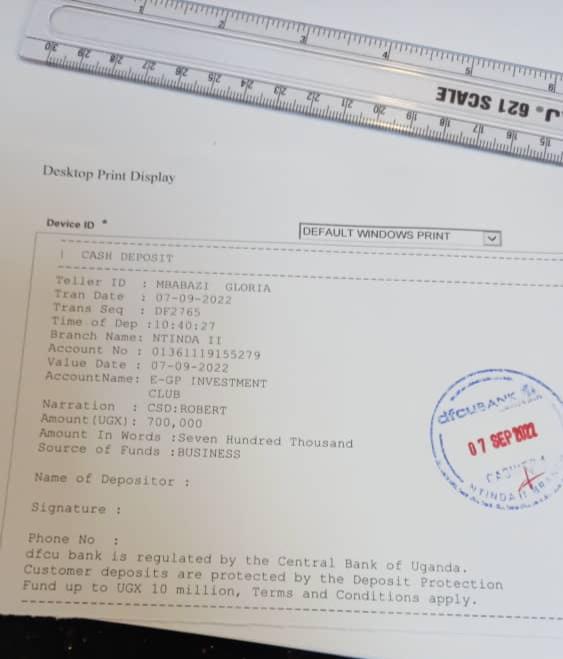 1 2 3 4 5 6
30 29 28 27 26 25 24 23 22 21 20 19 18 17 16 15
J. 621 SCALE
Desktop Print Display
Device ID * DEFAULT WINDOWS PRINT
| CASH DEPOSIT
Teller ID : MBABAZI GLORIA
Tran Date : 07-09-2022
Trans Seq : DF2765
Time of Dep :10:40:27
Branch Name: NTINDA II
Account No : 01361119155279
Value Date : 07-09-2022
AccountName: E-GP INVESTMENT
CLUB
Narration : CSD:ROBERT
Amount(UGX): 700,000
Amount In Words :Seven Hundred Thousand
Source of Funds :BUSINESS
dfcu BANK
07 SEP 2022
NTINDA II
Name of Depositor :
Signature :
Phone No :
dfcu bank is regulated by the Central Bank of Uganda.
Customer deposits are protected by the Deposit Protection
Fund up to UGX 10 million, Terms and Conditions apply.